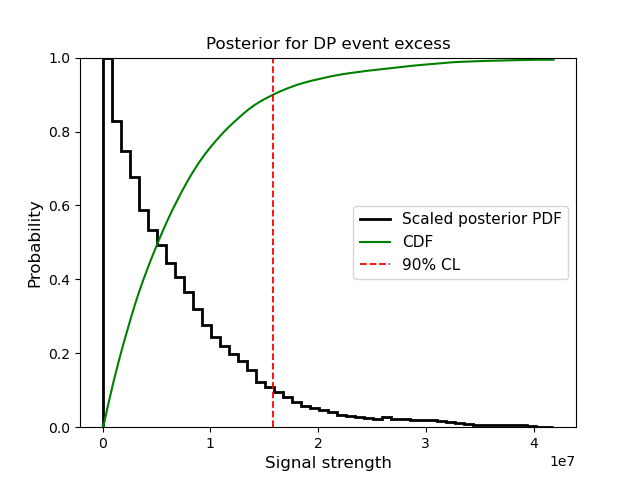 Posterior for DP event excess
1.0
0.8
0.6
0.4
0.2
0.0
Probability
Scaled posterior PDF
CDF
90% CL
0
1
2
3
4
1e7
Signal strength